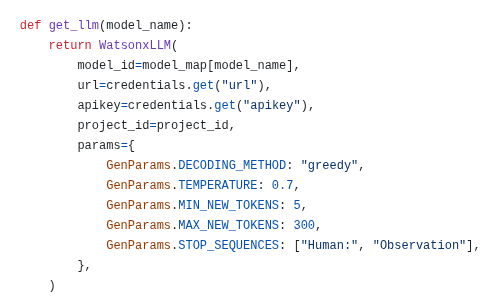 def get_llm(model_name):
    return WatsonxLLM(
        model_id=model_map[model_name],
        url=credentials.get("url"),
        apikey=credentials.get("apikey"),
        project_id=project_id,
        params={
            GenParams.DECODING_METHOD: "greedy",
            GenParams.TEMPERATURE: 0.7,
            GenParams.MIN_NEW_TOKENS: 5,
            GenParams.MAX_NEW_TOKENS: 300,
            GenParams.STOP_SEQUENCES: ["Human:", "Observation"],
        },
    )